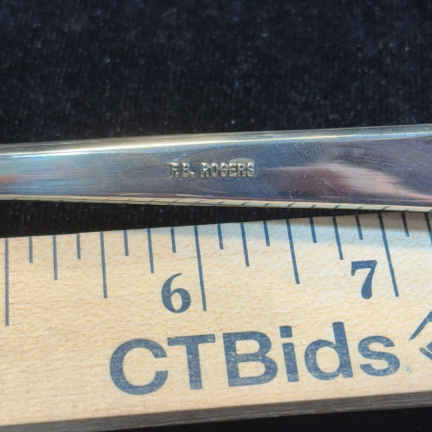 F.B. ROGERS
6 7
CTBids